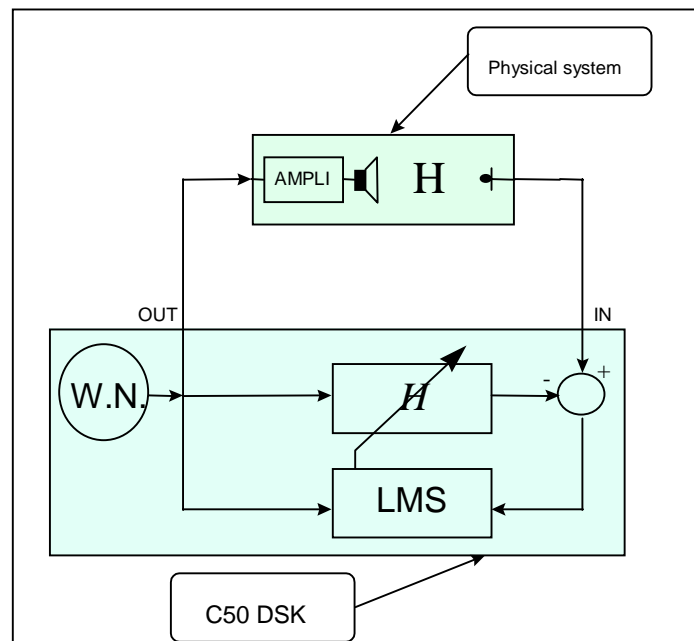 Physical system
AMPLI
H
OUT
IN
W.N.
H
-
+
LMS
C50 DSK